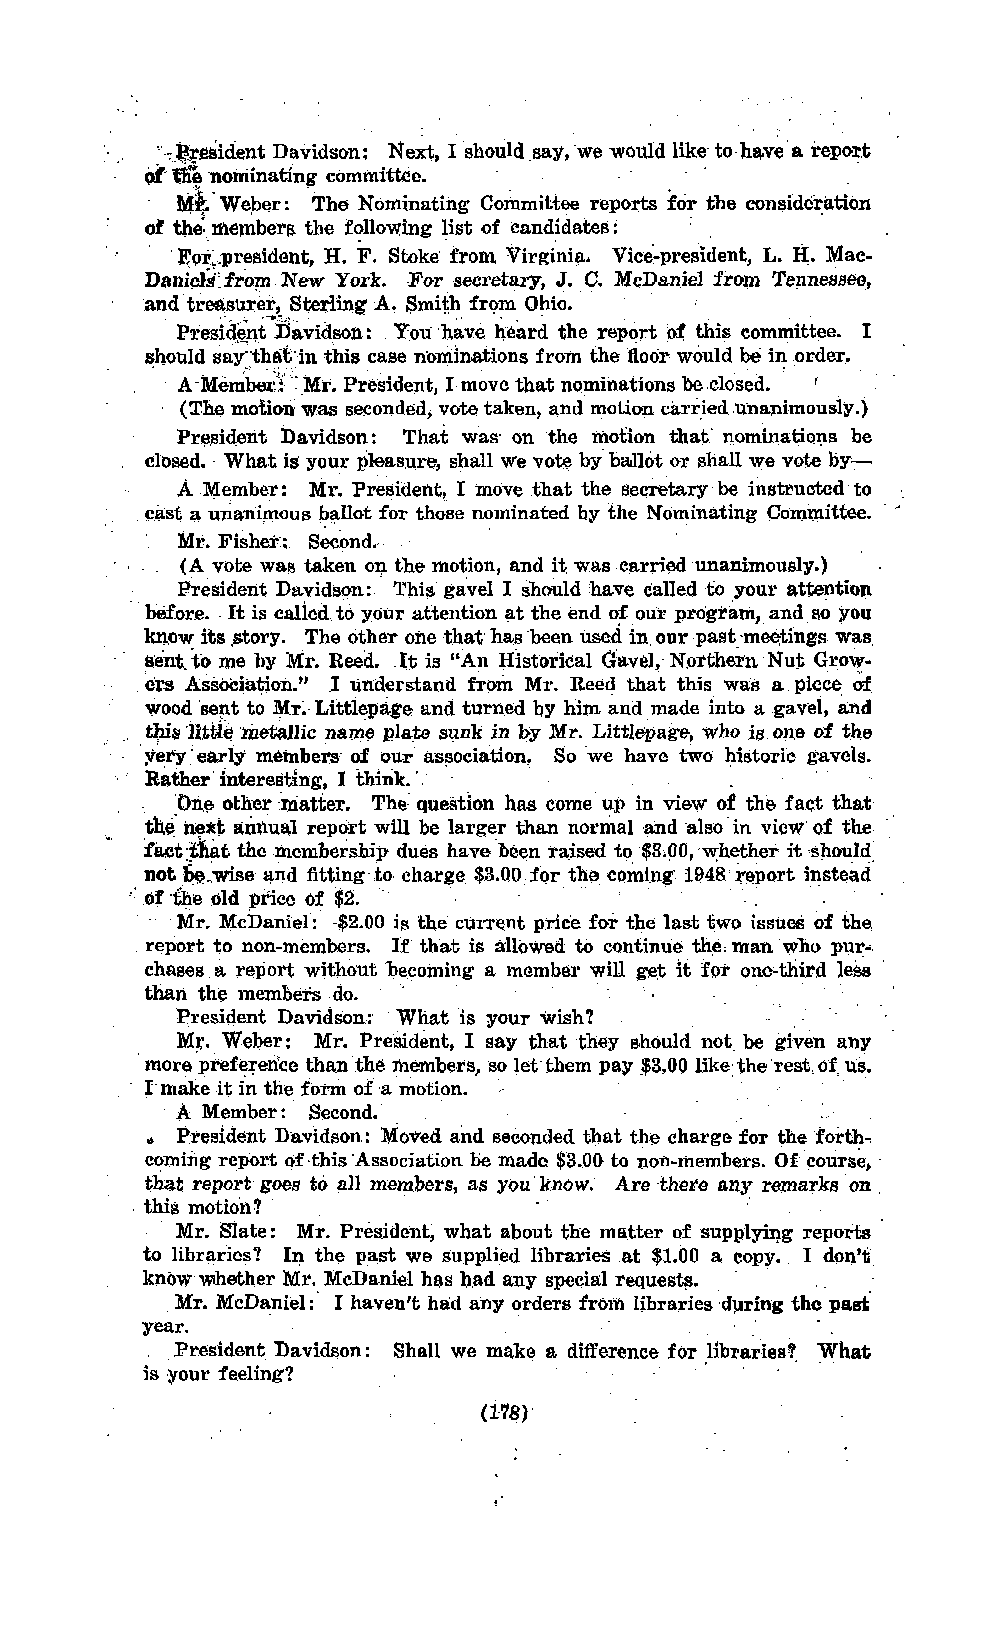 President Davidson: Next, I should say, we would like to have a report
of the nominating committee.
Mr. Weber: The Nominating Committee reports for the consideration
of the members the following list of candidates:
For president, H. F. Stoke from Virginia. Vice-president, L. H. Mac-
Daniels from New York. For secretary, J. C. McDaniel from Tennessee,
and treasurer, Sterling A. Smith from Ohio.
President Davidson: You have heard the report of this committee. I
should say that in this case nominations from the floor would be in order.
A Member: Mr. President, I move that nominations be closed.
(The motion was seconded, vote taken, and motion carried unanimously.)
President Davidson: That was on the motion that nominations be
closed. What is your pleasure, shall we vote by ballot or shall we vote by—
A Member: Mr. President, I move that the secretary be instructed to
cast a unanimous ballot for those nominated by the Nominating Committee.
Mr. Fisher: Second.
(A vote was taken on the motion, and it was carried unanimously.)
President Davidson: This gavel I should have called to your attention
before. It is called to your attention at the end of our program, and so you
know its story. The other one that has been used in our past meetings was
sent to me by Mr. Reed. It is "An Historical Gavel, Northern Nut Grow-
ers Association." I understand from Mr. Reed that this was a piece of
wood sent to Mr. Littlepage and turned by him and made into a gavel, and
this little metallic name plate sunk in by Mr. Littlepage, who is one of the
very early members of our association. So we have two historic gavels.
Rather interesting, I think.
One other matter. The question has come up in view of the fact that
the next annual report will be larger than normal and also in view of the
fact that the membership dues have been raised to $3.00, whether it should
not be wise and fitting to charge $3.00 for the coming 1948 report instead
of the old price of $2.
Mr. McDaniel: $2.00 is the current price for the last two issues of the
report to non-members. If that is allowed to continue the man who pur-
chases a report without becoming a member will get it for one-third less
than the members do.
President Davidson: What is your wish?
Mr. Weber: Mr. President, I say that they should not be given any
more preference than the members, so let them pay $3.00 like the rest of us.
I make it in the form of a motion.
A Member: Second.
President Davidson: Moved and seconded that the charge for the forth-
coming report of this Association be made $3.00 to non-members. Of course,
that report goes to all members, as you know. Are there any remarks on
this motion?
Mr. Slate: Mr. President, what about the matter of supplying reports
to libraries? In the past we supplied libraries at $1.00 a copy. I don't
know whether Mr. McDaniel has had any special requests.
Mr. McDaniel: I haven't had any orders from libraries during the past
year.
President Davidson: Shall we make a difference for libraries? What
is your feeling?
(178)